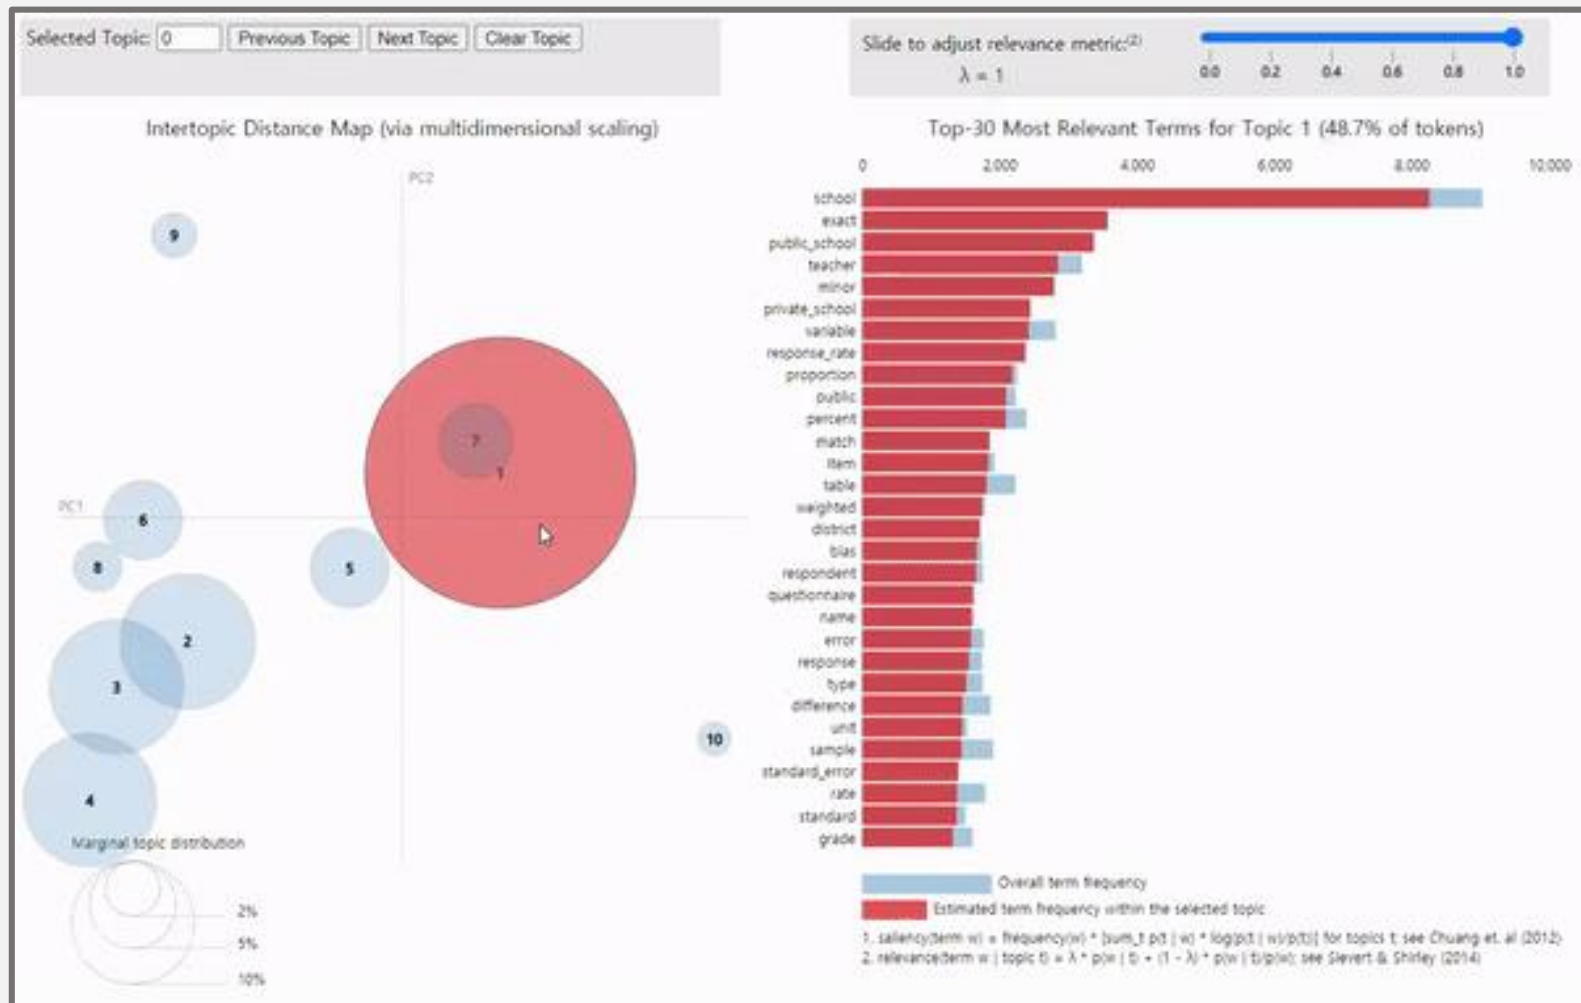 Selected Topic: 0 Previous Topic Next Topic Clear Topic
Slide to adjust relevance metric:(2)
λ = 1
0.0 0.2 0.4 0.6 0.8 1.0
Intertopic Distance Map (via multidimensional scaling)
PC2
PC1
9
7
1
6
8
5
2
3
10
4
Marginal topic distribution
2%
5%
10%
Top-30 Most Relevant Terms for Topic 1 (48.7% of tokens)
0 2,000 4,000 6,000 8,000 10,000
school
exact
public_school
teacher
minor
private_school
variable
response_rate
proportion
public
percent
match
item
table
weighted
district
bias
respondent
questionnaire
name
error
response
type
difference
unit
sample
standard_error
rate
standard
grade
Overall term frequency
Estimated term frequency within the selected topic
1. saliency(term w) = frequency(w) * [sum_t p(t | w) * log(p(t | w)/p(t))] for topics t; see Chuang et. al (2012)
2. relevance(term w | topic t) = λ * p(w | t) + (1 - λ) * p(w | t)/p(w); see Sievert & Shirley (2014)